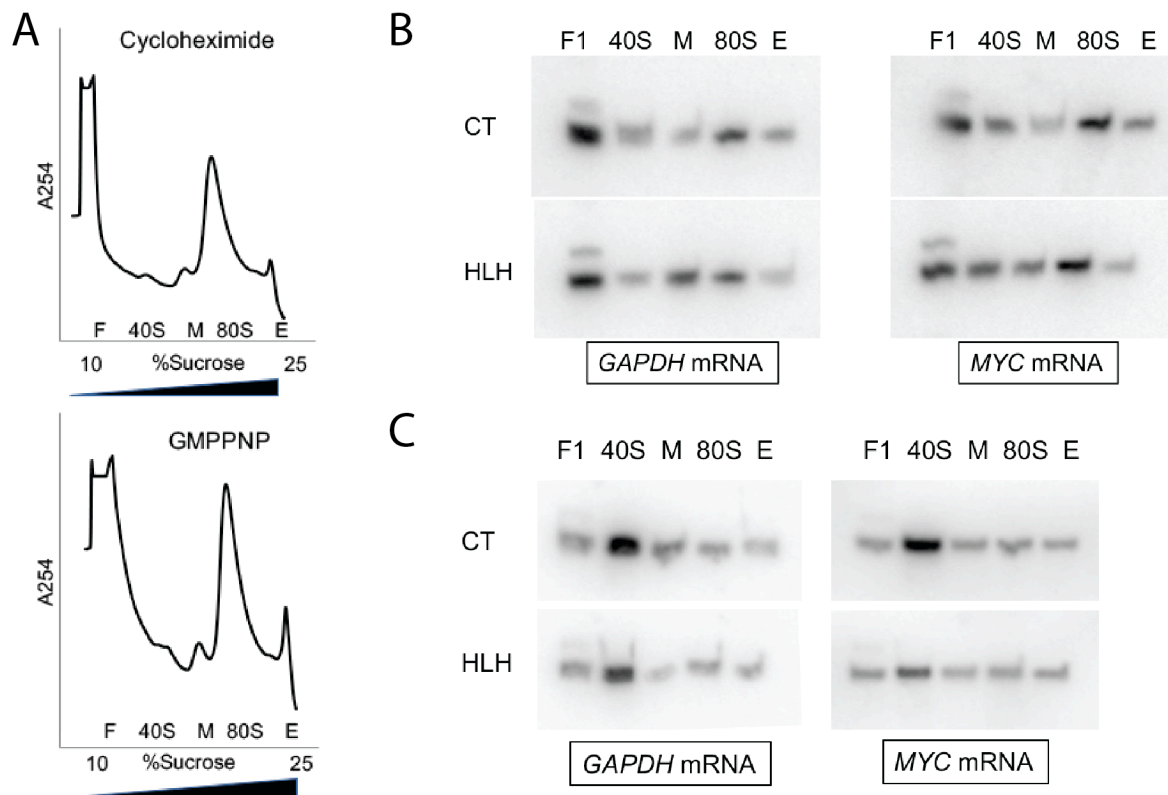 A
Cycloheximide
A254
F 40S M 80S E
10 %Sucrose 25
GMPPNP
A254
F 40S M 80S E
10 %Sucrose 25
B
F1 40S M 80S E
F1 40S M 80S E
CT
HLH
GAPDH mRNA
MYC mRNA
C
F1 40S M 80S E
F1 40S M 80S E
CT
HLH
GAPDH mRNA
MYC mRNA